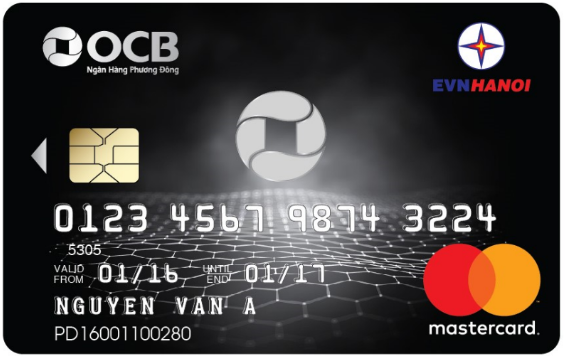 OCB
Ngân Hàng Phương Đông
EVNHANOI
0123 4567 9874 3224
5305
VALID FROM 01/16 UNTIL END 01/17
NGUYEN VAN A
PD16001100280
mastercard.